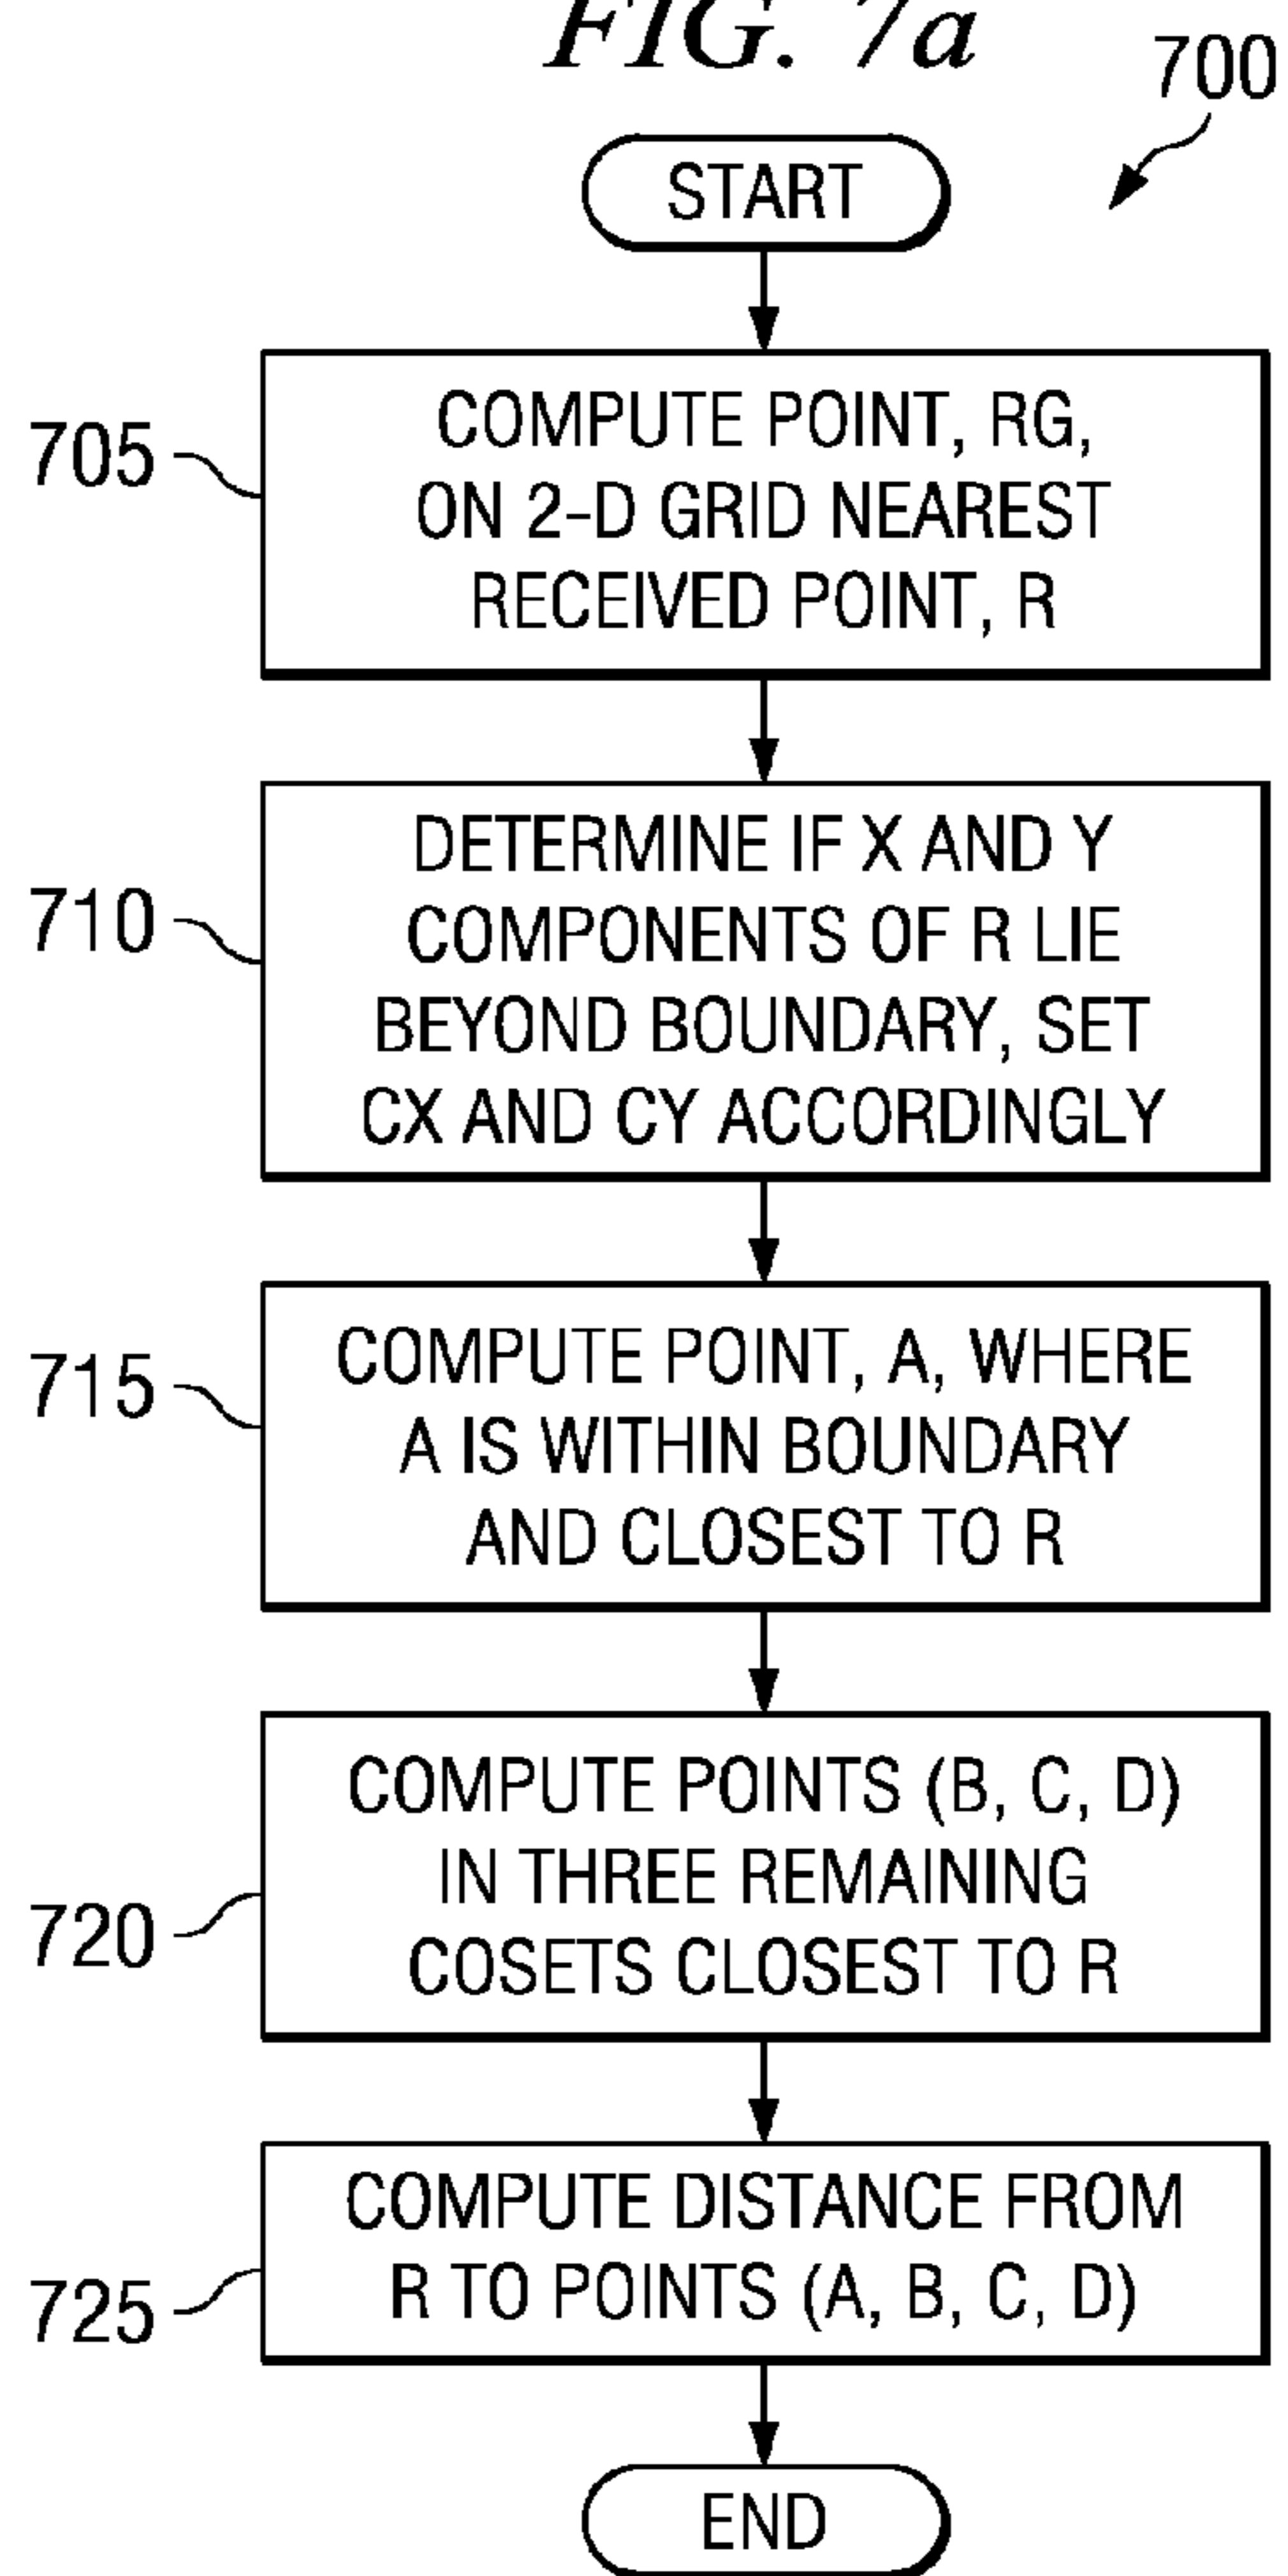 FIG. 7a
700
START
705
COMPUTE POINT, RG,
ON 2-D GRID NEAREST
RECEIVED POINT, R
710
DETERMINE IF X AND Y
COMPONENTS OF R LIE
BEYOND BOUNDARY, SET
CX AND CY ACCORDINGLY
715
COMPUTE POINT, A, WHERE
A IS WITHIN BOUNDARY
AND CLOSEST TO R
720
COMPUTE POINTS (B, C, D)
IN THREE REMAINING
COSETS CLOSEST TO R
725
COMPUTE DISTANCE FROM
R TO POINTS (A, B, C, D)
END